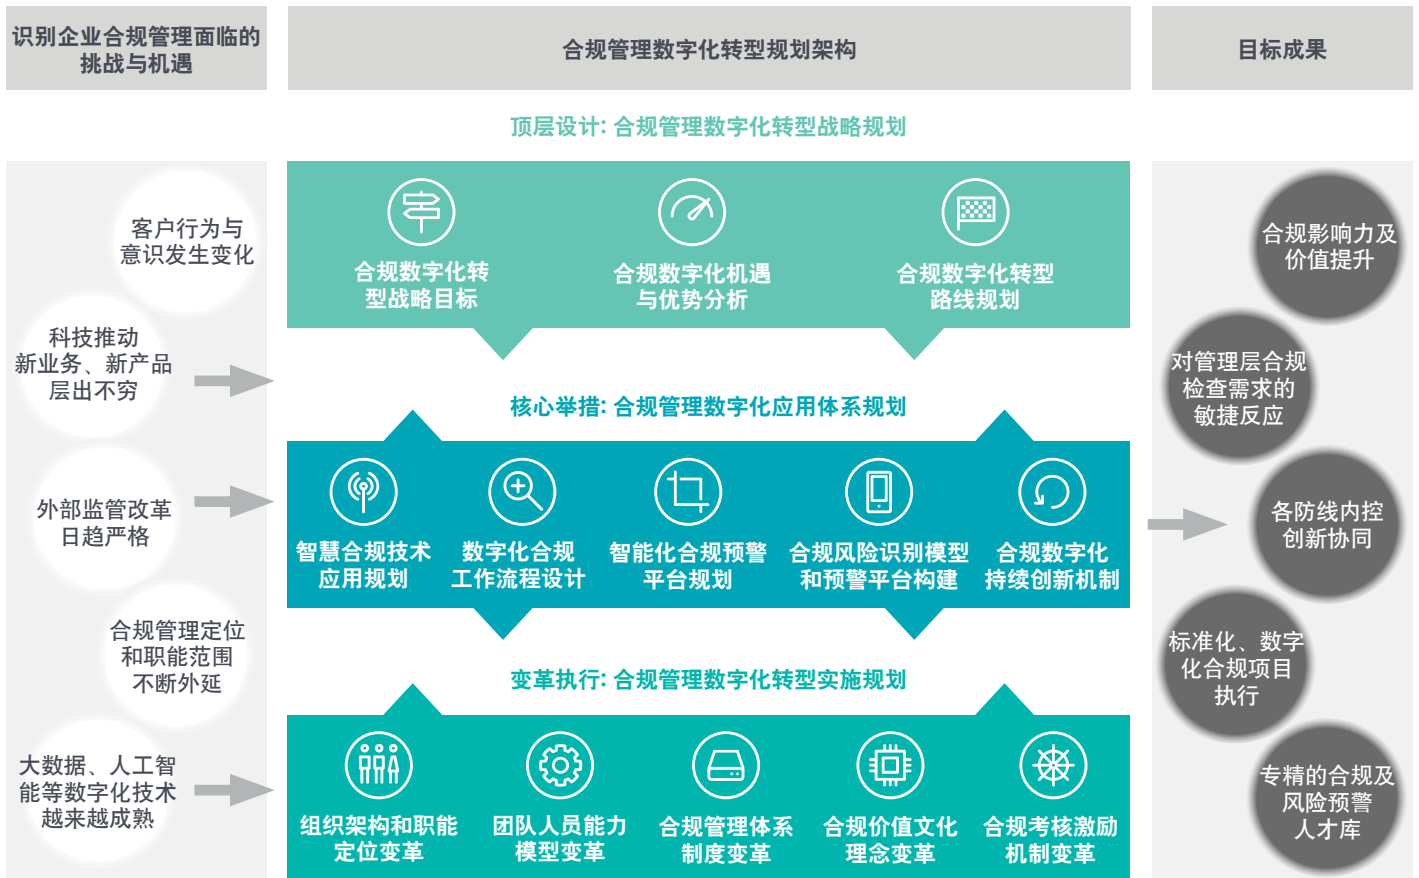 识别企业合规管理面临的
挑战与机遇
合规管理数字化转型规划架构
目标成果
客户行为与
意识发生变化
科技推动
新业务、新产品
层出不穷
外部监管改革
日趋严格
合规管理定位
和职能范围
不断外延
大数据、人工智
能等数字化技术
越来越成熟
顶层设计: 合规管理数字化转型战略规划
合规数字化转
型战略目标
合规数字化机遇
与优势分析
合规数字化转型
路线规划
核心举措: 合规管理数字化应用体系规划
智慧合规技术
应用规划
数字化合规
工作流程设计
智能化合规预警
平台规划
合规风险识别模型
和预警平台构建
合规数字化
持续创新机制
变革执行: 合规管理数字化转型实施规划
组织架构和职能
定位变革
团队人员能力
模型变革
合规管理体系
制度变革
合规价值文化
理念变革
合规考核激励
机制变革
合规影响力及
价值提升
对管理层合规
检查需求的
敏捷反应
各防线内控
创新协同
标准化、数字
化合规项目
执行
专精的合规及
风险预警
人才库